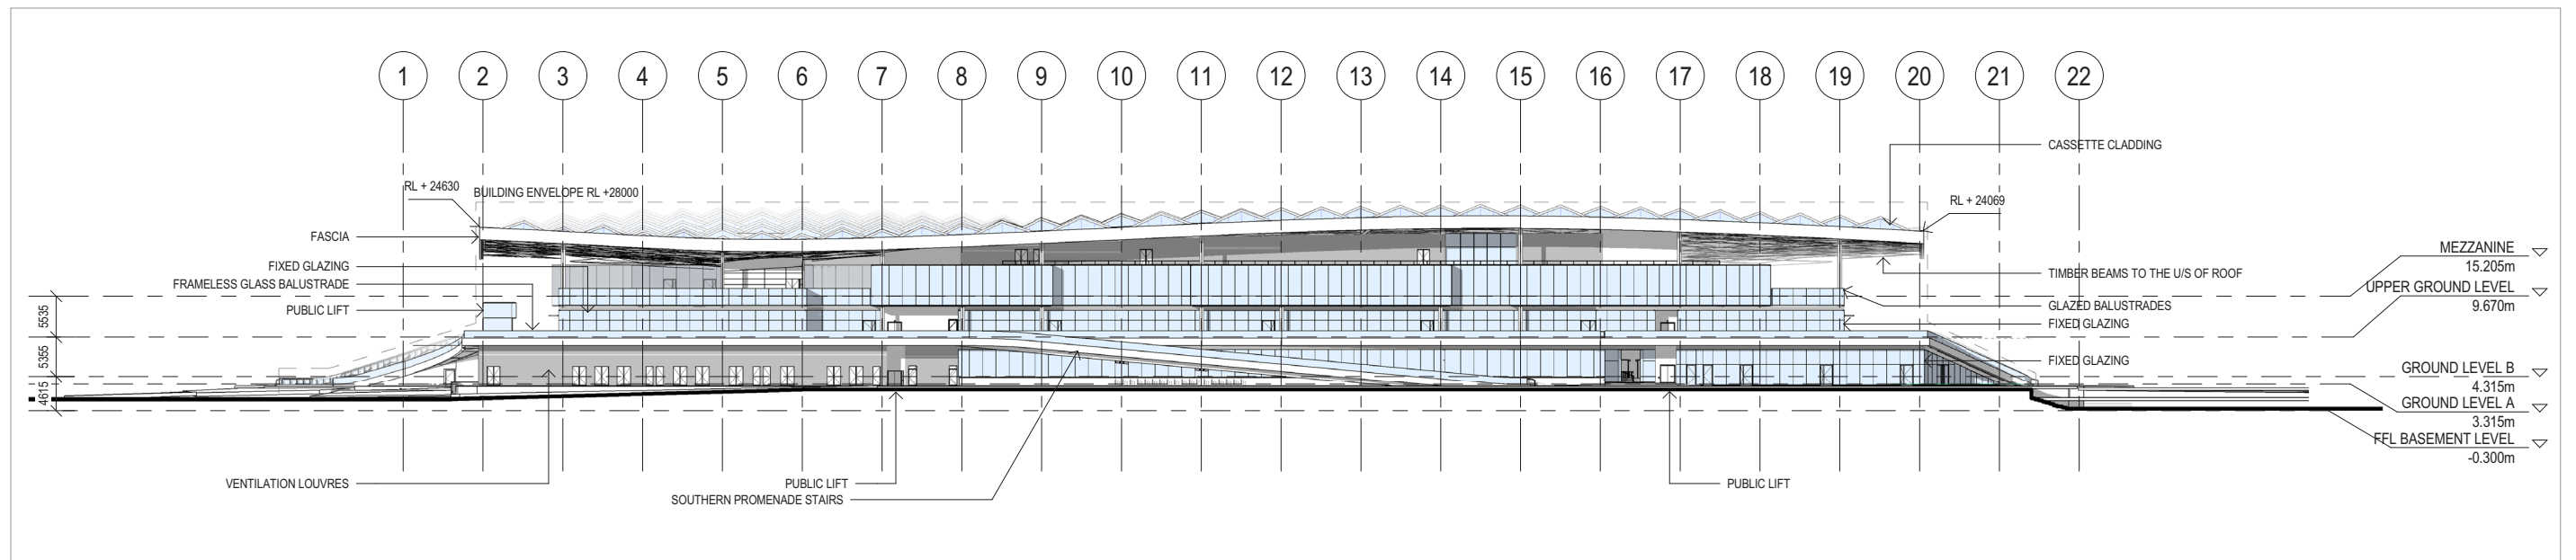 1 2 3 4 5 6 7 8 9 10 11 12 13 14 15 16 17 18 19 20 21 22
CASSETTE CLADDING
RL + 24630
BUILDING ENVELOPE RL +28000
RL + 24069
FASCIA
MEZZANINE
15.205m
FIXED GLAZING
TIMBER BEAMS TO THE U/S OF ROOF
FRAMELESS GLASS BALUSTRADE
UPPER GROUND LEVEL
9.670m
PUBLIC LIFT
GLAZED BALUSTRADES
FIXED GLAZING
5535
5355
4615
FIXED GLAZING
GROUND LEVEL B
4.315m
GROUND LEVEL A
3.315m
FFL BASEMENT LEVEL
-0.300m
VENTILATION LOUVRES
PUBLIC LIFT
PUBLIC LIFT
SOUTHERN PROMENADE STAIRS